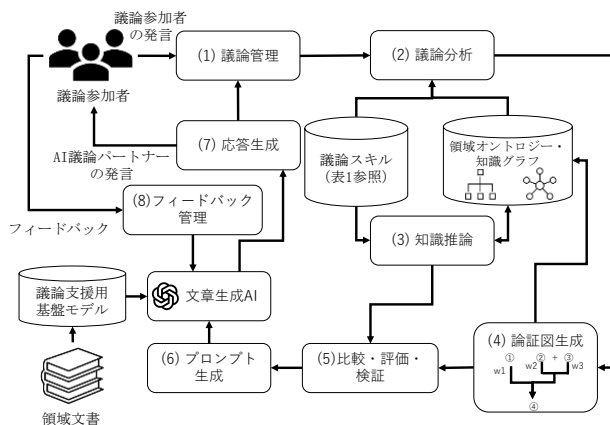 議論参加者
の発言
(1) 議論管理
(2) 議論分析
議論参加者
(7) 応答生成
AI議論パートナー
の発言
議論スキル
(表1参照)
領域オントロジー・
知識グラフ
(8)フィードバック
管理
フィードバック
(3) 知識推論
議論支援用
基盤モデル
文章生成AI
(4) 論証図生成
① ② + ③
w1 w2 w3
④
(6) プロンプト
生成
(5)比較・評価・
検証
領域文書